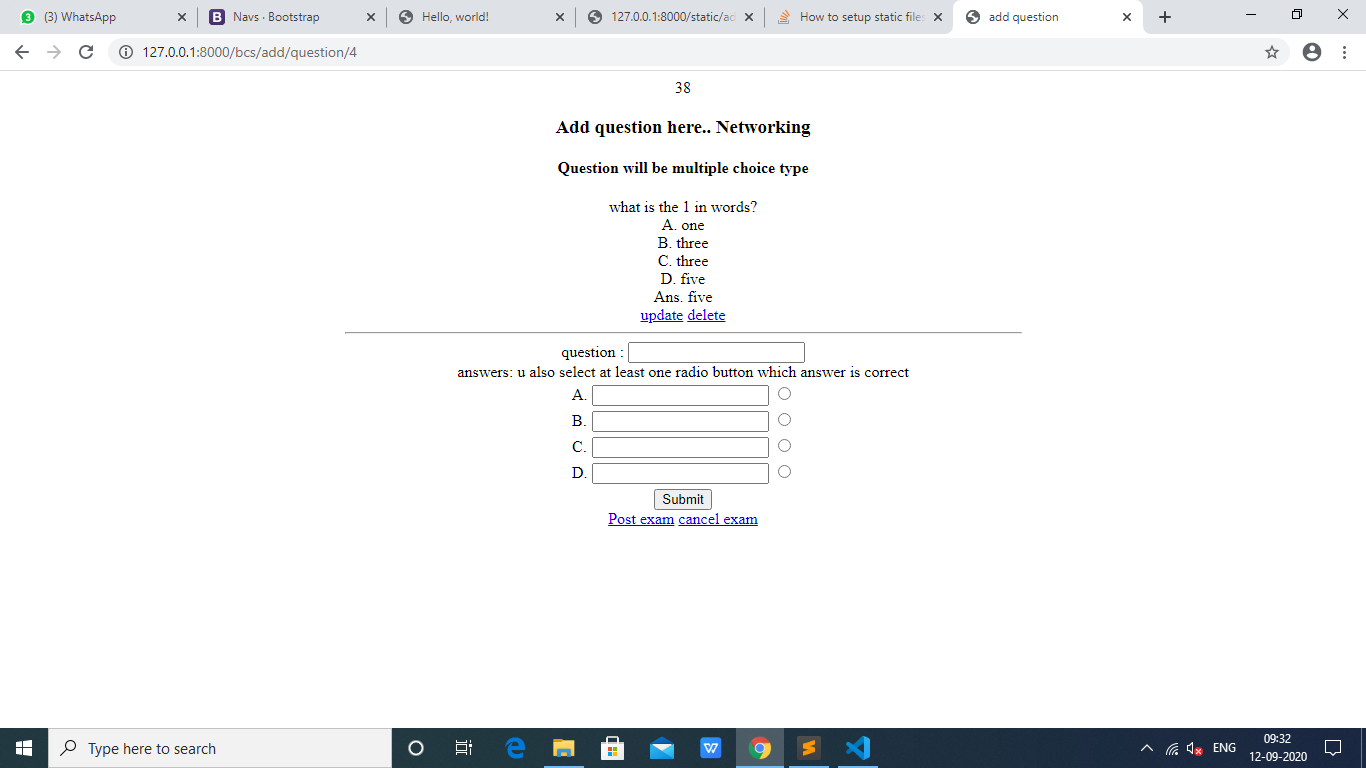 (3) WhatsApp
Navs · Bootstrap
Hello, world!
127.0.0.1:8000/static/ad
How to setup static files
add question
127.0.0.1:8000/bcs/add/question/4
38
Add question here.. Networking
Question will be multiple choice type
what is the 1 in words?
A. one
B. three
C. three
D. five
Ans. five
update delete
question :
answers: u also select at least one radio button which answer is correct
A.
B.
C.
D.
Submit
Post exam cancel exam
Type here to search
ENG
09:32
12-09-2020